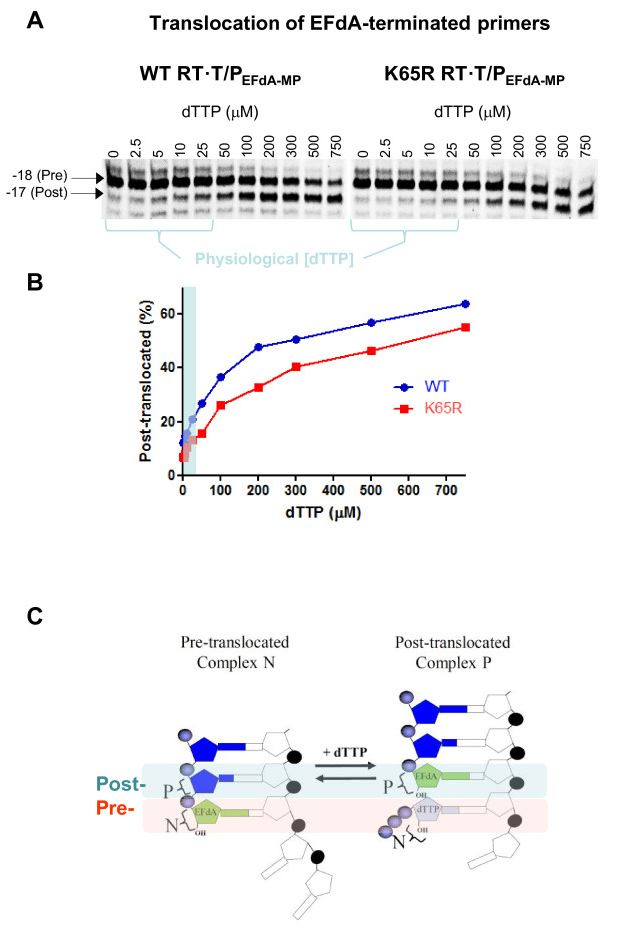 A
Translocation of EFdA-terminated primers
WT RT·T/PEFdA-MP
K65R RT·T/PEFdA-MP
dTTP (μM)
dTTP (μM)
0 2.5 5 10 25 50 100 200 300 500 750
0 2.5 5 10 25 50 100 200 300 500 750
-18 (Pre)
-17 (Post)
Physiological [dTTP]
B
Post-translocated (%)
60
40
20
0
WT
K65R
0 100 200 300 400 500 600 700
dTTP (μM)
C
Pre-translocated
Complex N
Post-translocated
Complex P
+ dTTP
Post-
Pre-
P
N
EFdA
OH
P
EFdA
OH
dTTP
N
OH